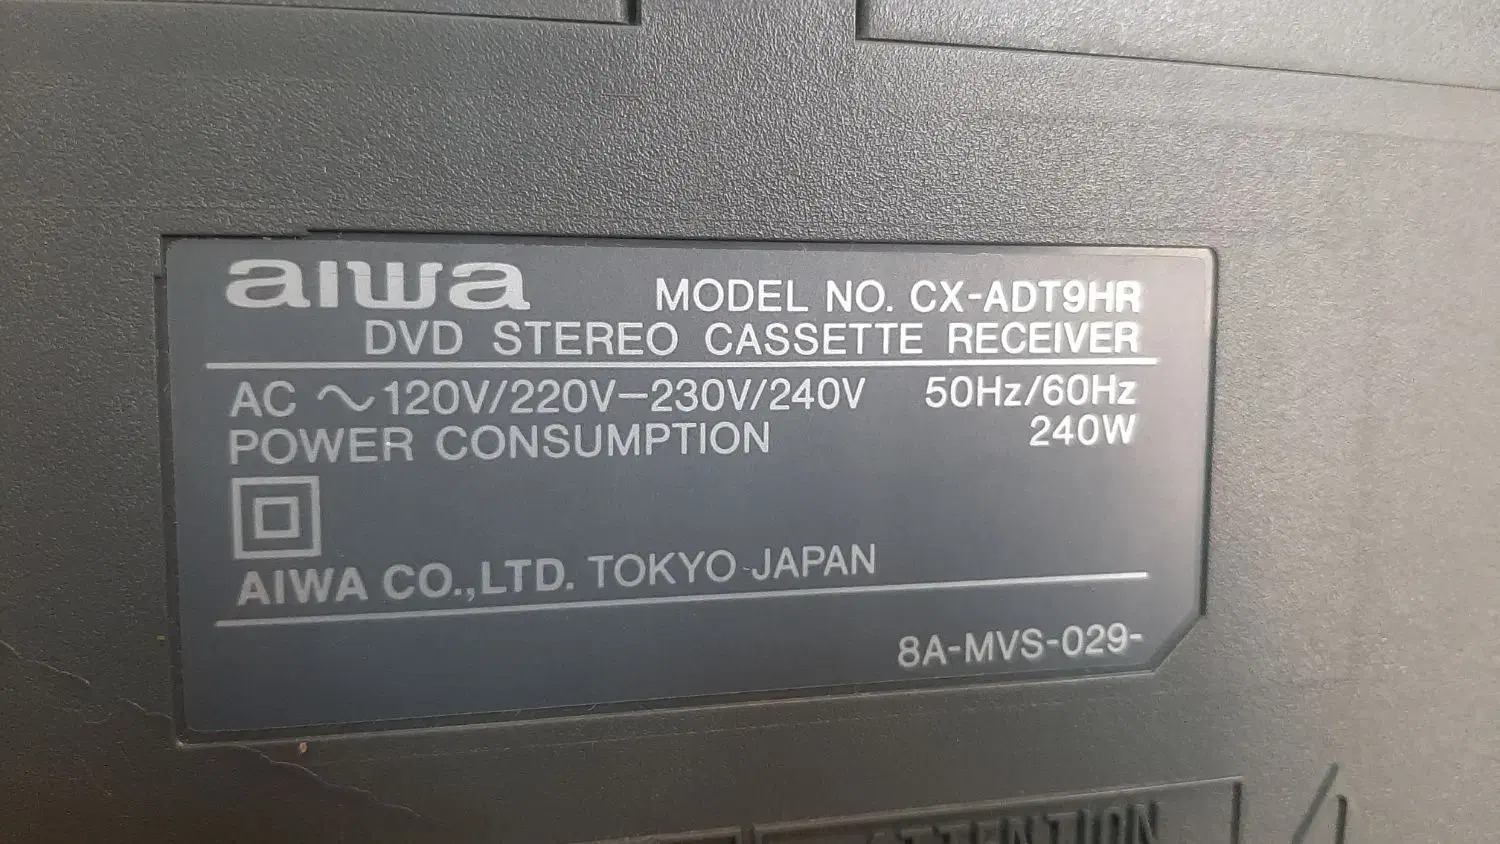 aiwa
MODEL NO. CX-ADT9HR
DVD STEREO CASSETTE RECEIVER
AC ～120V/220V–230V/240V 50Hz/60Hz
POWER CONSUMPTION 240W
AIWA CO.,LTD. TOKYO JAPAN
8A-MVS-029-
ATTENTION